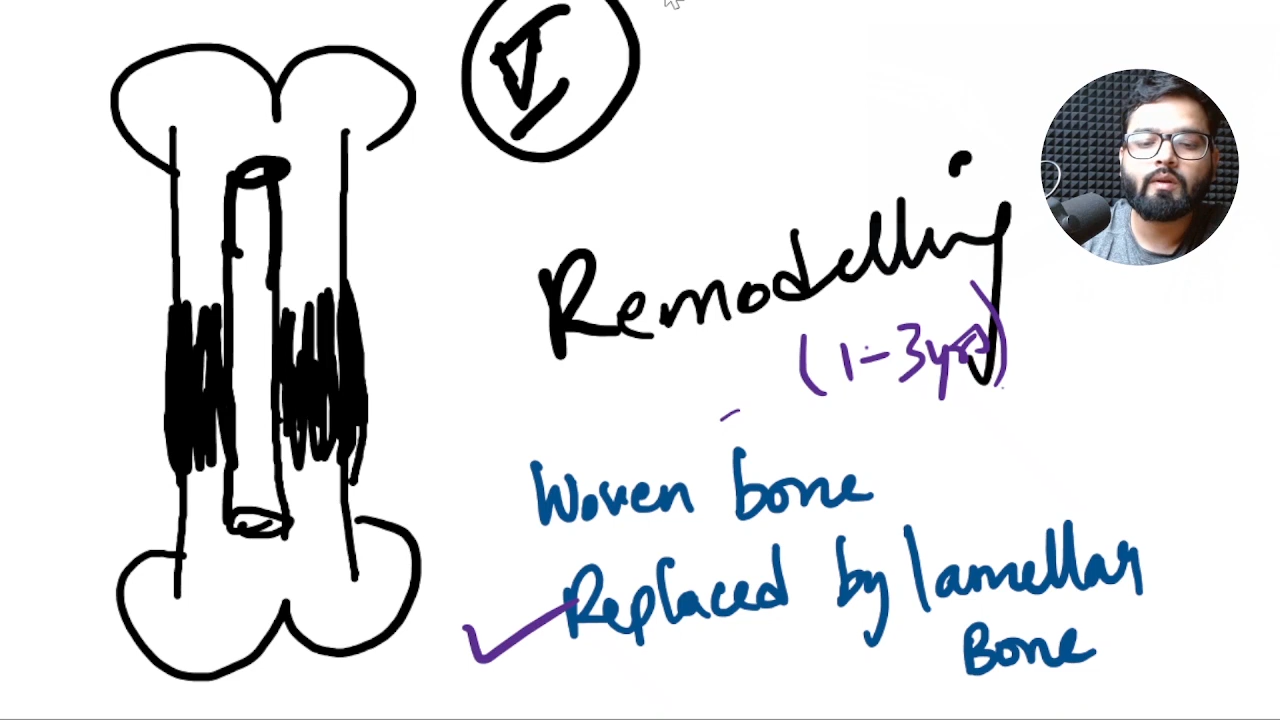 V
Remodelling
(1-3yrs)
Woven bone
Replaced by lamellar
Bone